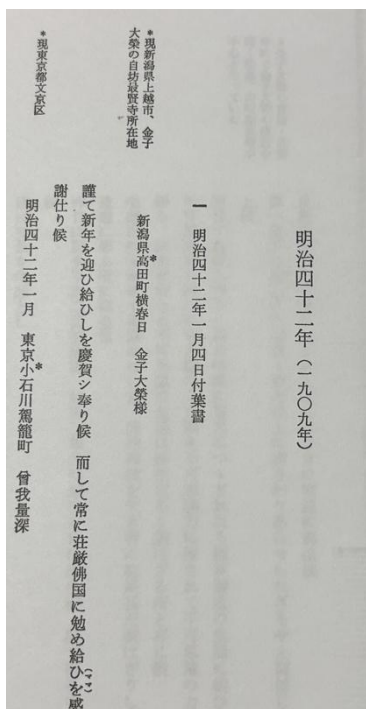 明治四十二年(一九〇九年)
一 明治四十二年一月四日付葉書
新潟県高田町横春日 金子大榮様
*
*現新潟県上越市、金子
大榮の自坊最賢寺所在地
謹て新年を迎ひ給ひしを慶賀シ奉り候 而して常に荘厳佛国に勉め給ひを感
(ママ)
謝仕り候
明治四十二年一月 東京小石川駕籠町 曾我量深
*
*現東京都文京区